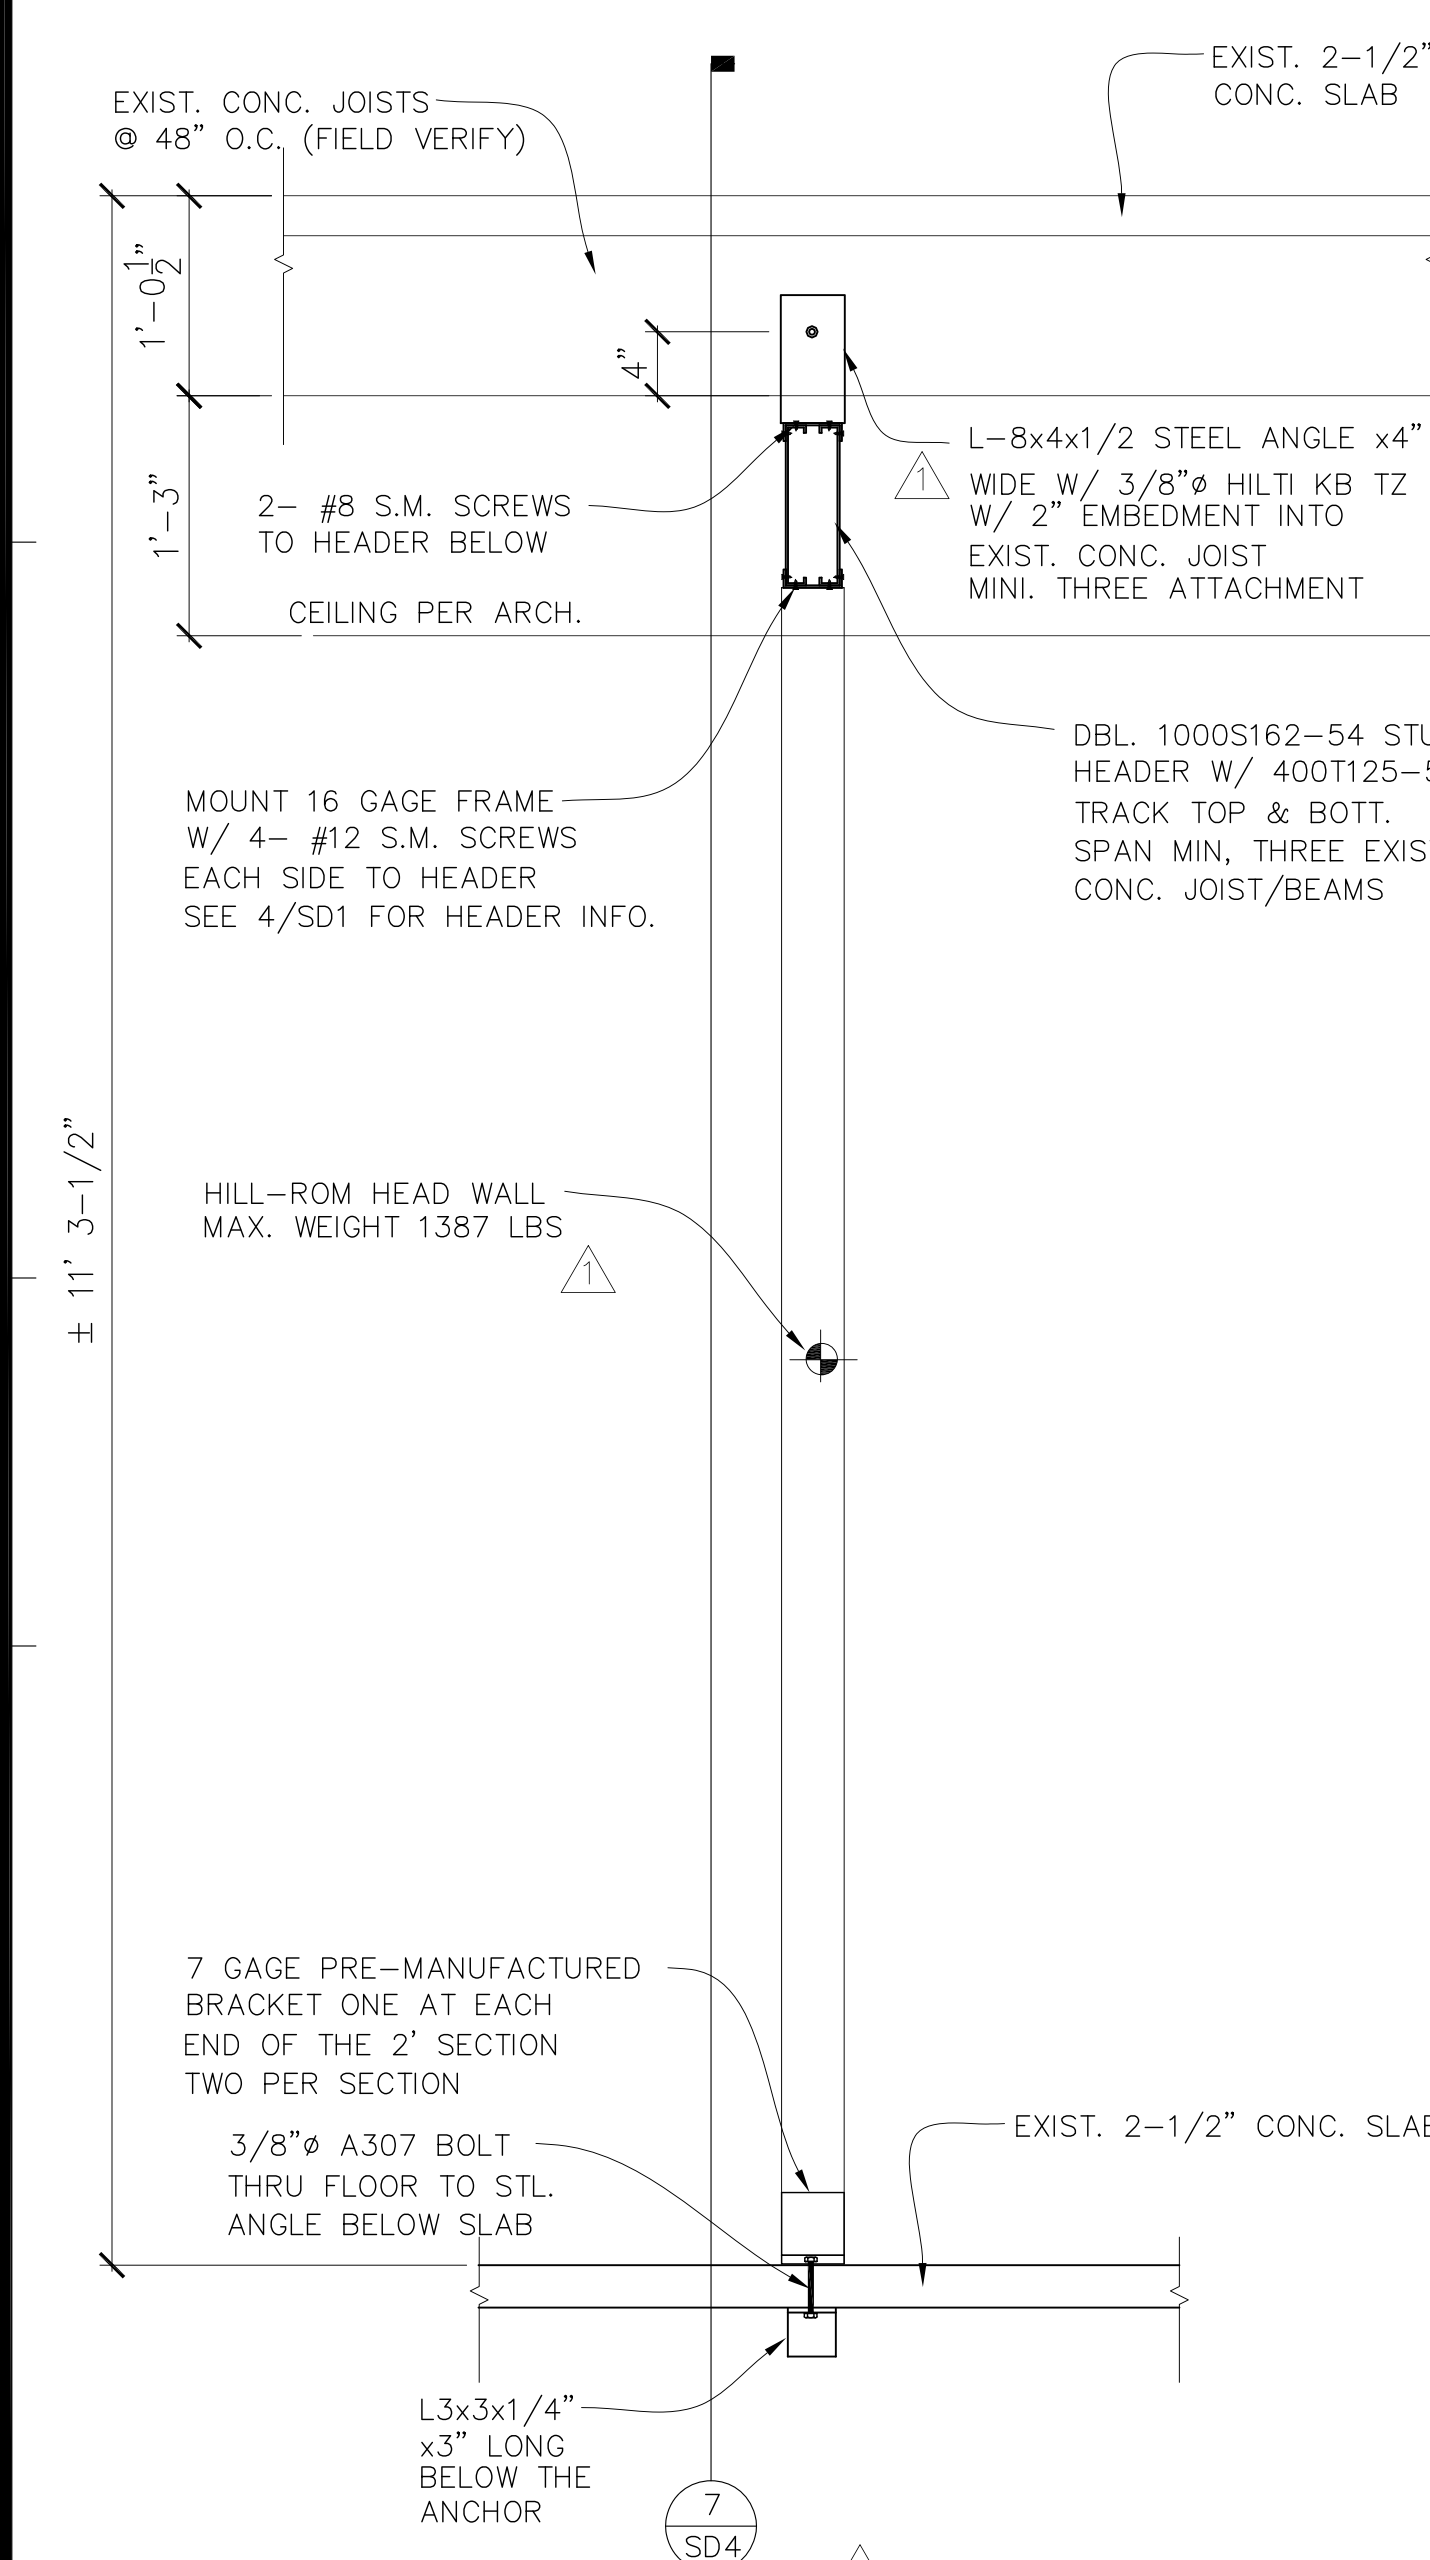 EXIST. 2-1/2"
CONC. SLAB
EXIST. CONC. JOISTS
@ 48" O.C. (FIELD VERIFY)
1'-0 1/2"
4"
1'-3"
L-8x4x1/2 STEEL ANGLE x4"
1
WIDE W/ 3/8"ø HILTI KB TZ
W/ 2" EMBEDMENT INTO
EXIST. CONC. JOIST
MINI. THREE ATTACHMENT
2- #8 S.M. SCREWS
TO HEADER BELOW
CEILING PER ARCH.
DBL. 1000S162-54
HEADER W/
TRACK TOP & BOTT.
SPAN MIN, THREE
CONC. JOIST/BEAMS
MOUNT 16 GAGE FRAME
W/ 4- #12 S.M. SCREWS
EACH SIDE TO HEADER
SEE 4/SD1 FOR HEADER INFO.
± 11' 3-1/2"
HILL-ROM HEAD WALL
MAX. WEIGHT 1387 LBS
1
7 GAGE PRE-MANUFACTURED
BRACKET ONE AT EACH
END OF THE 2' SECTION
TWO PER SECTION
EXIST. 2-1/2" CONC.
3/8"ø A307 BOLT
THRU FLOOR TO STL.
ANGLE BELOW SLAB
L3x3x1/4"
x3" LONG
BELOW THE
ANCHOR
7
SD4